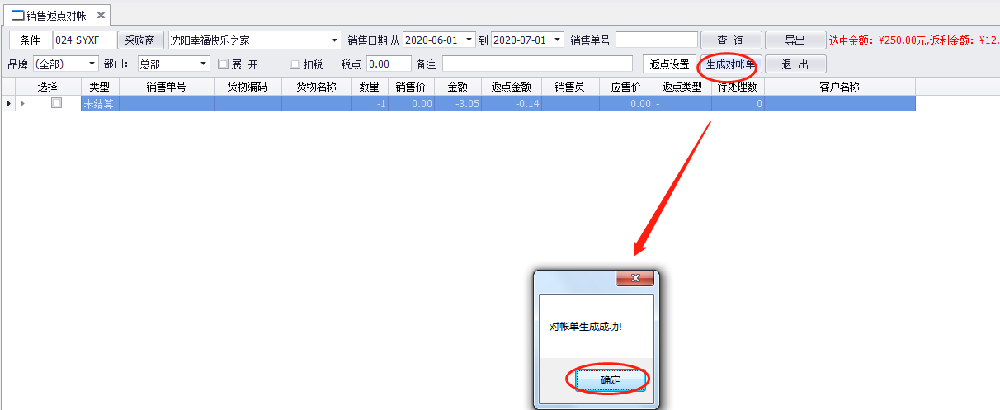 销售返点对帐
条件 024 SYXF 采购商 沈阳幸福快乐之家 销售日期 从 2020-06-01 到 2020-07-01 销售单号 查 询 导出 选中金额: ¥250.00元,返利金额: ¥12.
品牌 (全部) 部门: 总部 展 开 扣税 税点 0.00 备注 返点设置 生成对帐单 退 出
选择 类型 销售单号 货物编码 货物名称 数量 销售价 金额 返点金额 销售员 应售价 返点类型 待处理数 客户名称
未结算 -1 0.00 -3.05 -0.14 0.00 - 0
对帐单生成成功!
确定